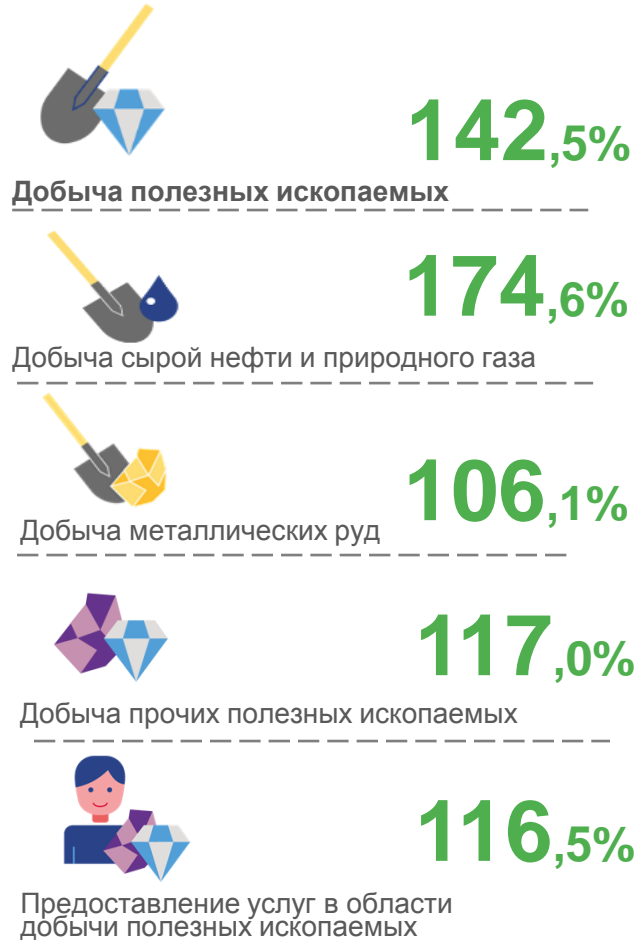 142,5%
Добыча полезных ископаемых
174,6%
Добыча сырой нефти и природного газа
106,1%
Добыча металлических руд
117,0%
Добыча прочих полезных ископаемых
116,5%
Предоставление услуг в области
добычи полезных ископаемых